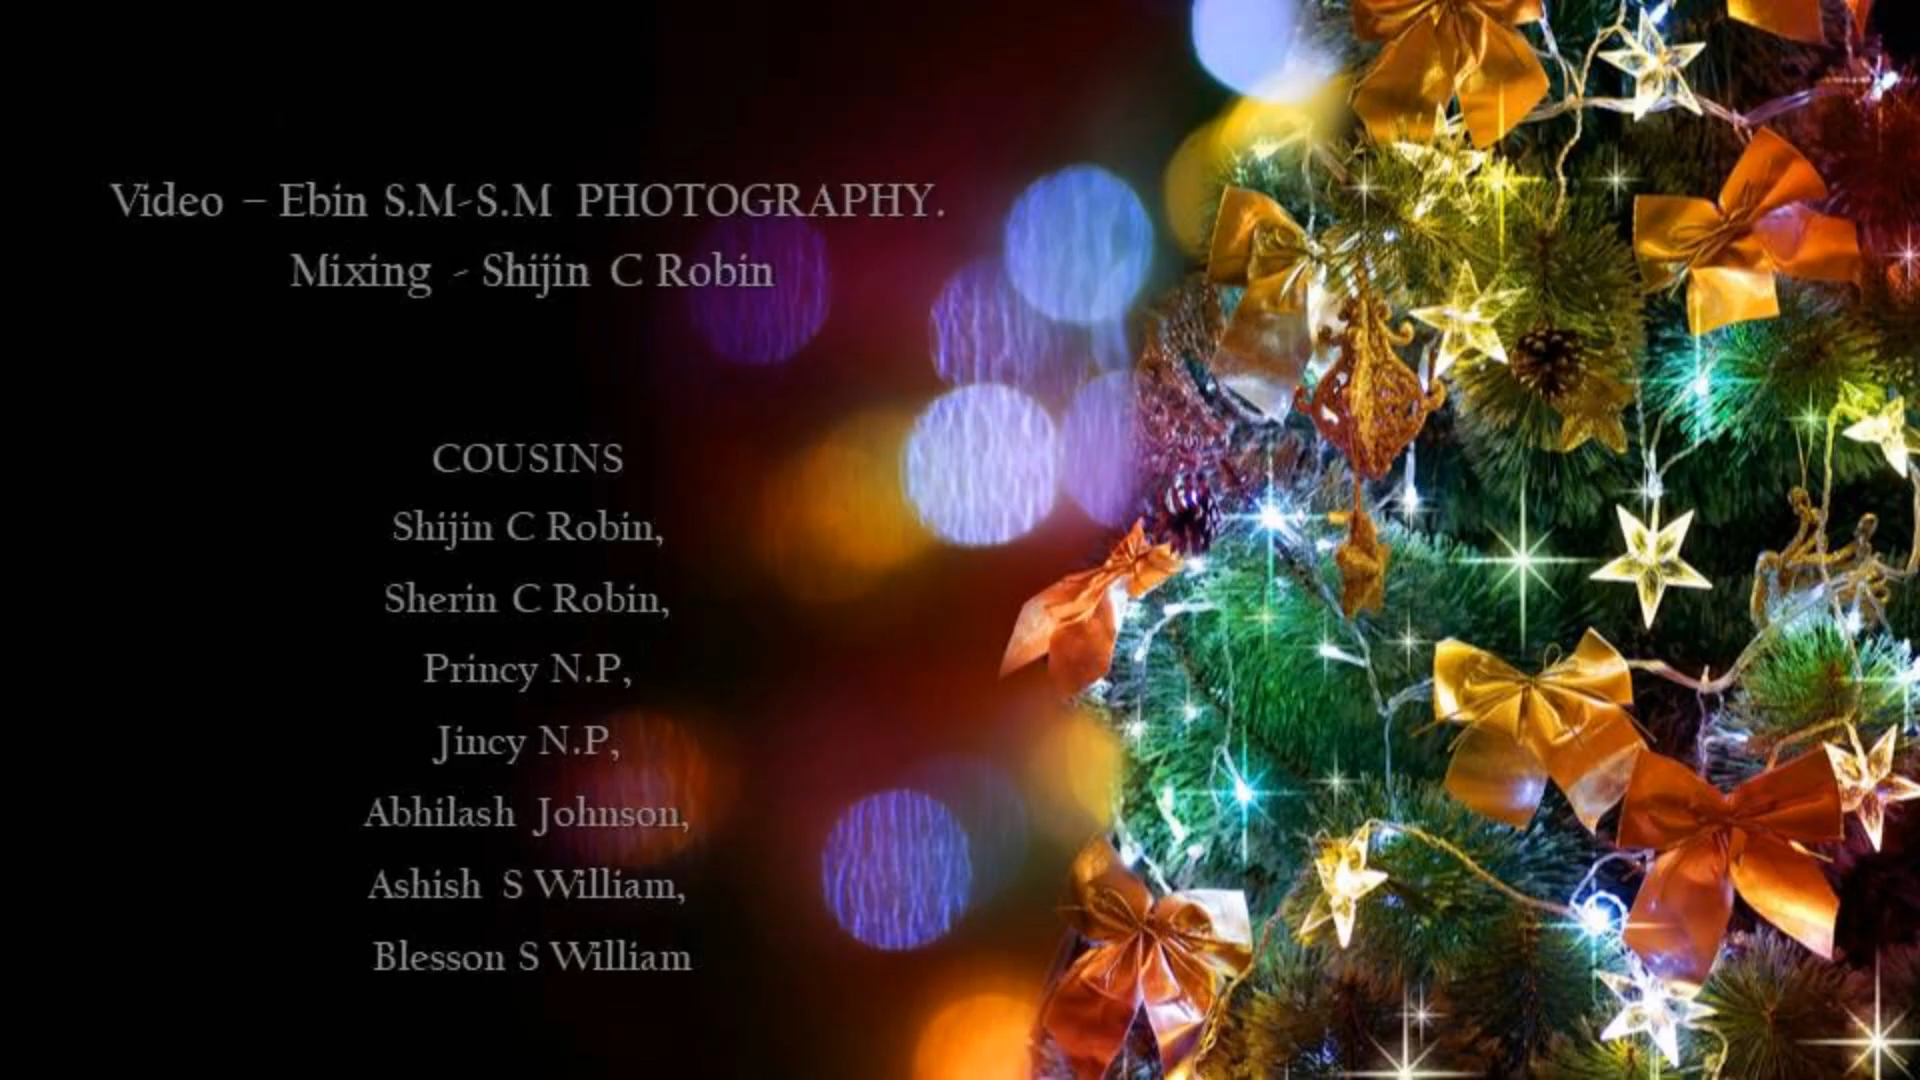 Video – Ebin S.M-S.M PHOTOGRAPHY.
Mixing - Shijin C Robin
COUSINS
Shijin C Robin,
Sherin C Robin,
Princy N.P,
Jincy N.P,
Abhilash Johnson,
Ashish S William,
Blesson S William